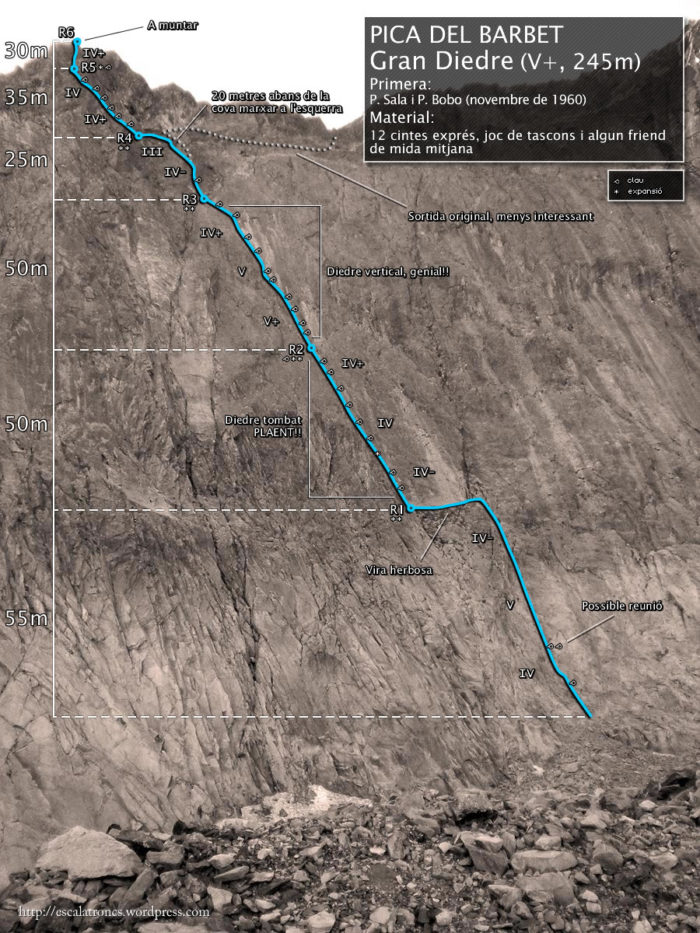 PICA DEL BARBET
Gran Diedre (V+, 245m)
Primera:
P. Sala i P. Bobo (novembre de 1960)
Material:
12 cintes exprés, joc de tascons i algun friend
de mida mitjana
clau
expansió
R6
A muntar
30m
IV+
R5
35m
IV
20 metres abans de la
cova marxar a l'esquerra
IV+
R4
III
25m
IV-
R3
Sortida original, menys interessant
IV+
50m
V
Diedre vertical, genial!!
V+
R2
IV+
50m
Diedre tombat
PLAENT!!
IV
IV-
R1
IV-
Vira herbosa
55m
V
Possible reunió
IV
http://escalatroncs.wordpress.com